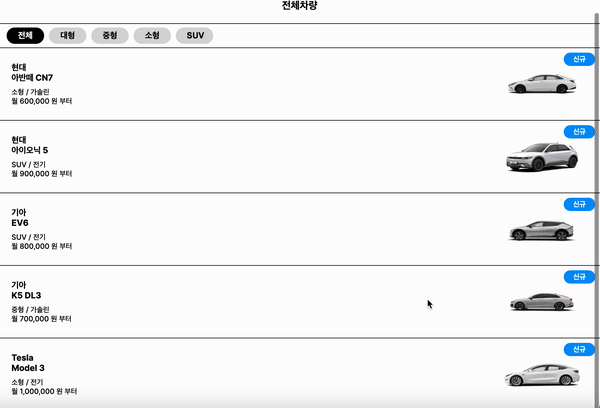 전체차량
전체 대형 중형 소형 SUV
신규
현대
아반떼 CN7
소형 / 가솔린
월 600,000 원 부터
신규
현대
아이오닉 5
SUV / 전기
월 900,000 원 부터
신규
기아
EV6
SUV / 전기
월 800,000 원 부터
신규
기아
K5 DL3
중형 / 가솔린
월 700,000 원 부터
신규
Tesla
Model 3
소형 / 전기
월 1,000,000 원 부터